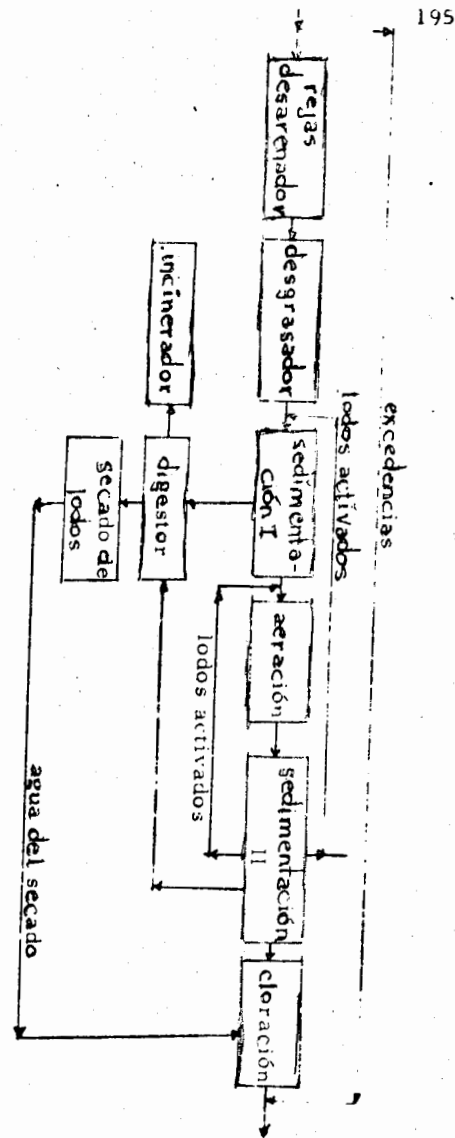 195
excedencias
lodos activados
rejas
desarenador
desgrasador
sedimenta-
ción I
aeración
sedimentación
II
cloración
lodos activados
incinerador
digestor
secado de
lodos
agua del secado